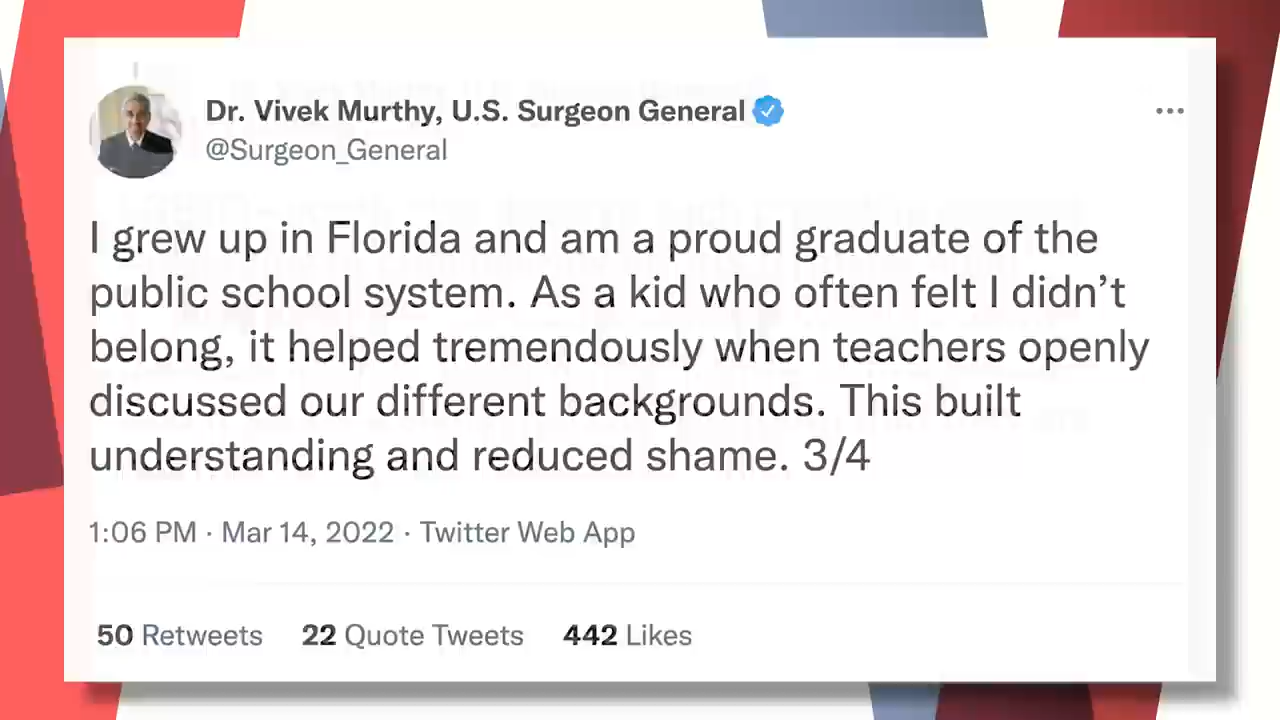 Dr. Vivek Murthy, U.S. Surgeon General
@Surgeon_General
I grew up in Florida and am a proud graduate of the
public school system. As a kid who often felt I didn’t
belong, it helped tremendously when teachers openly
discussed our different backgrounds. This built
understanding and reduced shame. 3/4
1:06 PM · Mar 14, 2022 · Twitter Web App
50 Retweets 22 Quote Tweets 442 Likes